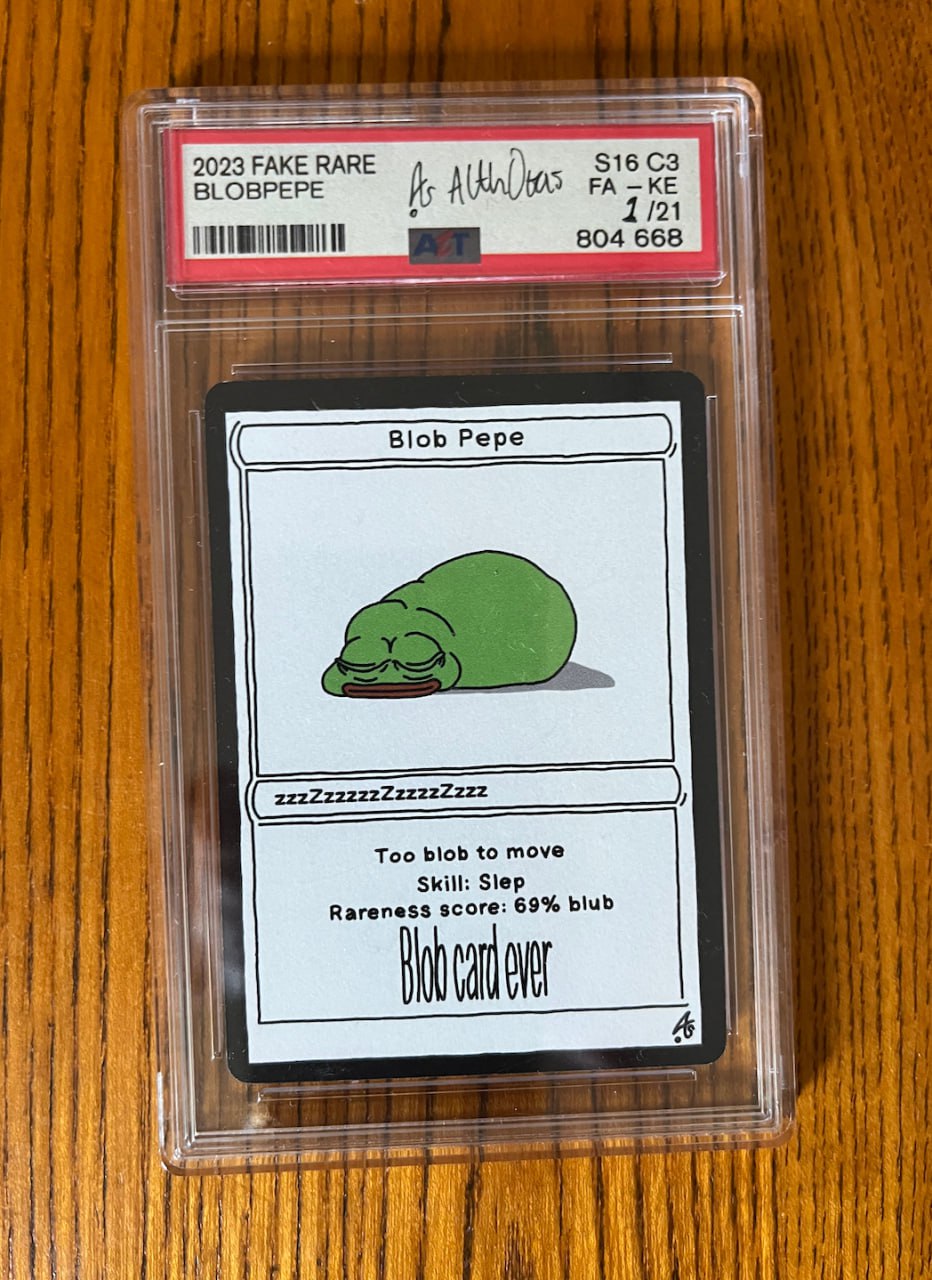 2023 FAKE RARE
BLOBPEPE
S16 C3
FA – KE
1 /21
804 668
Blob Pepe
zzzZzzzzzZzzzzZzzz
Too blob to move
Skill: Slep
Rareness score: 69% blub
Blob card ever